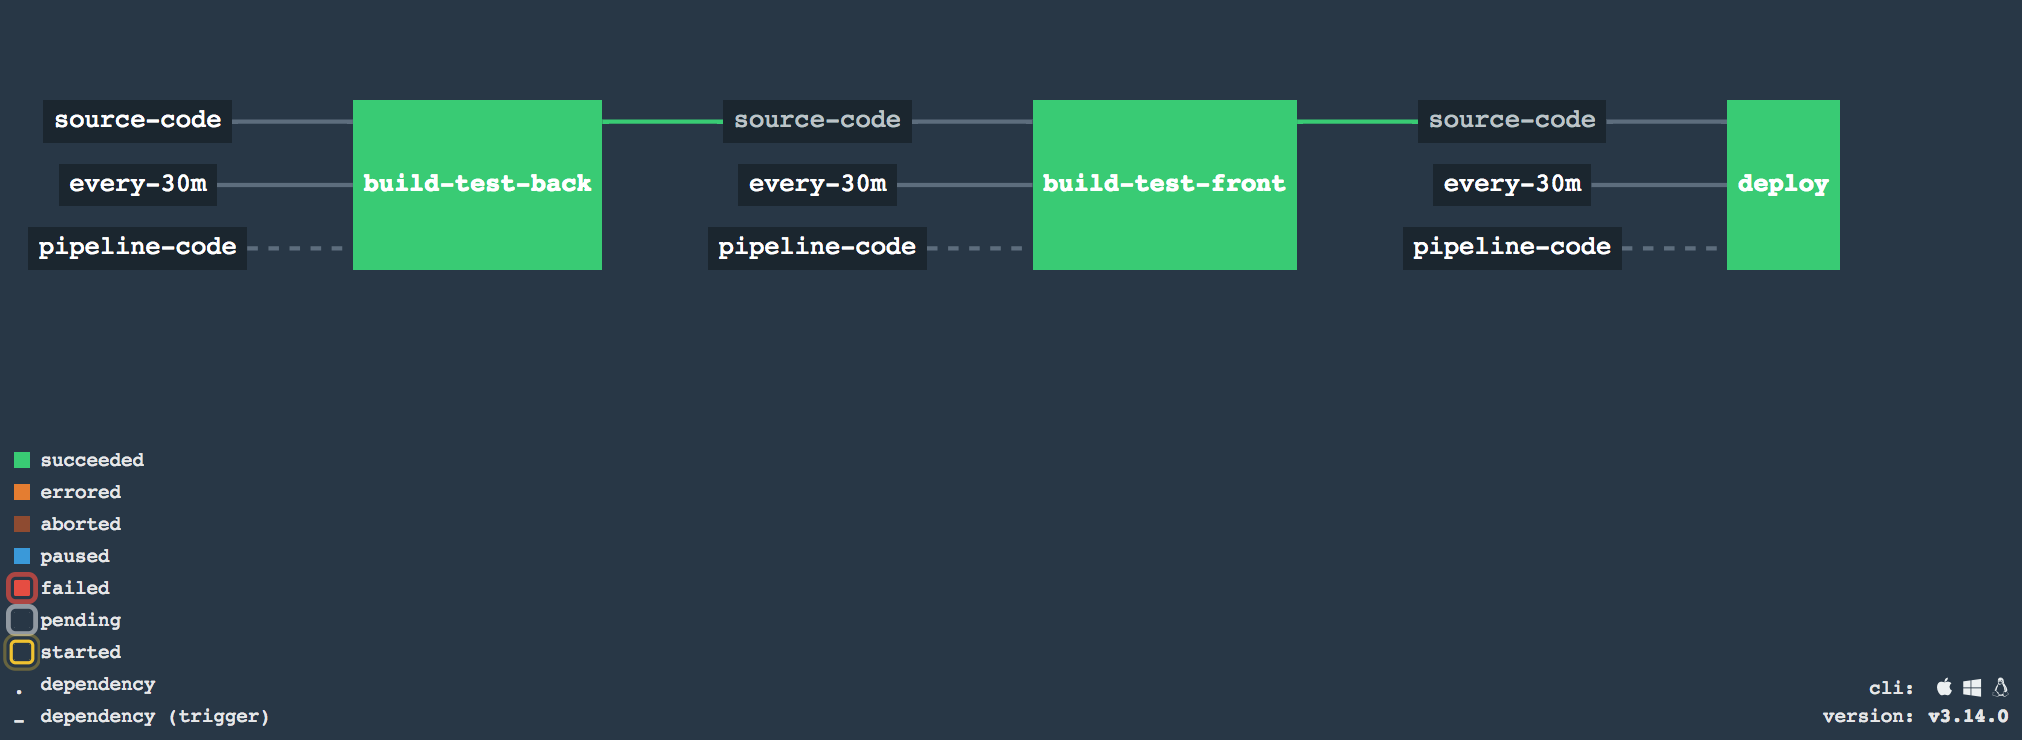 source-code
every-30m
pipeline-code
build-test-back
source-code
every-30m
pipeline-code
build-test-front
source-code
every-30m
pipeline-code
deploy
succeeded
errored
aborted
paused
failed
pending
started
. dependency
– dependency (trigger)
cli:
version: v3.14.0